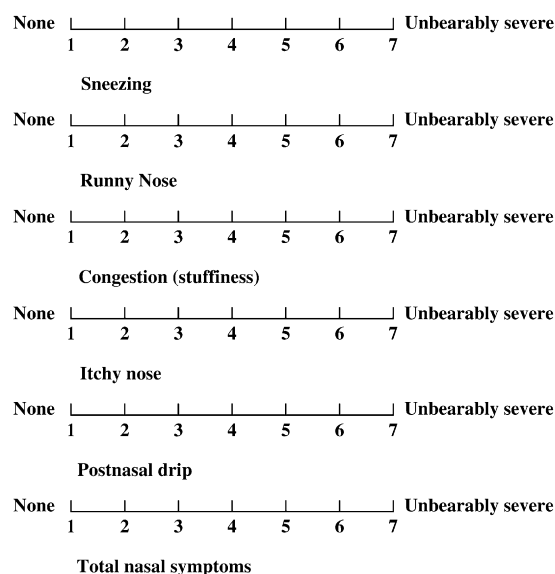 None Unbearably severe
1 2 3 4 5 6 7
Sneezing
None Unbearably severe
1 2 3 4 5 6 7
Runny Nose
None Unbearably severe
1 2 3 4 5 6 7
Congestion (stuffiness)
None Unbearably severe
1 2 3 4 5 6 7
Itchy nose
None Unbearably severe
1 2 3 4 5 6 7
Postnasal drip
None Unbearably severe
1 2 3 4 5 6 7
Total nasal symptoms